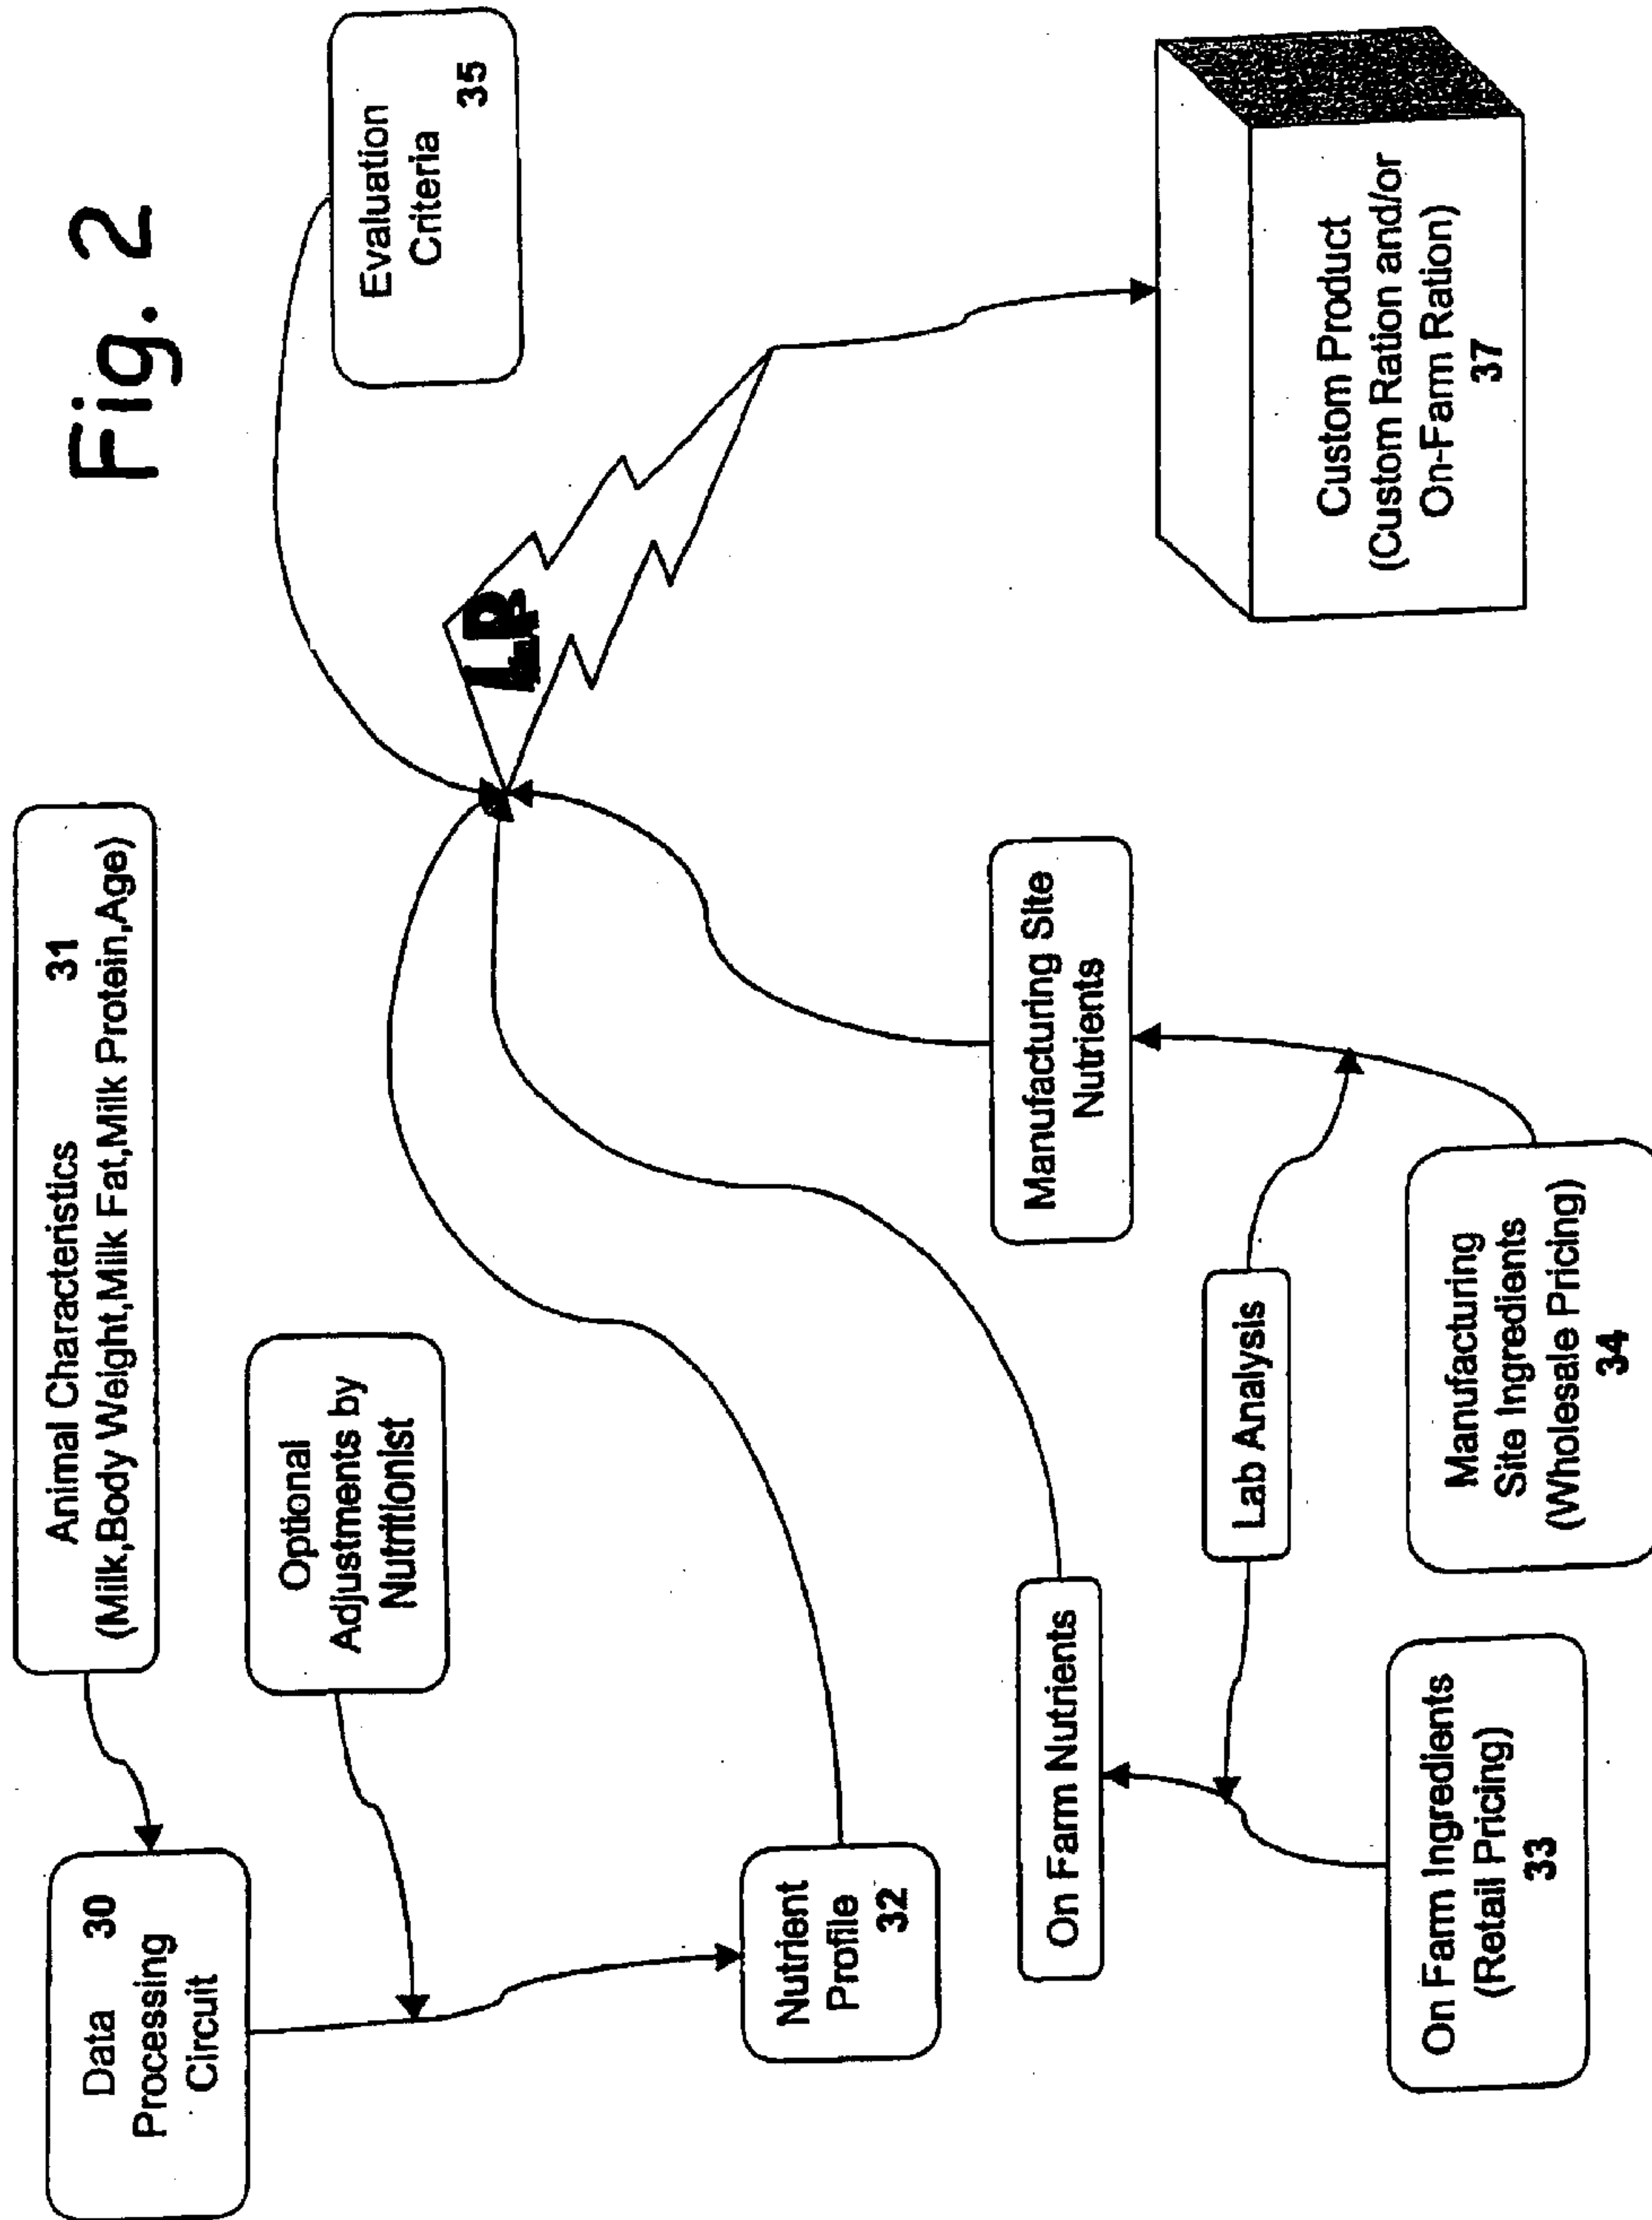 Fig. 2
Animal Characteristics 31
(Milk,Body Weight,Milk Fat,Milk Protein,Age)
Data 30
Processing
Circuit
Optional
Adjustments by
Nutritionist
Evaluation
Criteria
35
LP
Nutrient
Profile
32
On Farm Nutrients
Manufacturing Site
Nutrients
Lab Analysis
On Farm Ingredients
(Retail Pricing)
33
Manufacturing
Site Ingredients
(Wholesale Pricing)
34
Custom Product
(Custom Ration and/or
On-Farm Ration)
37